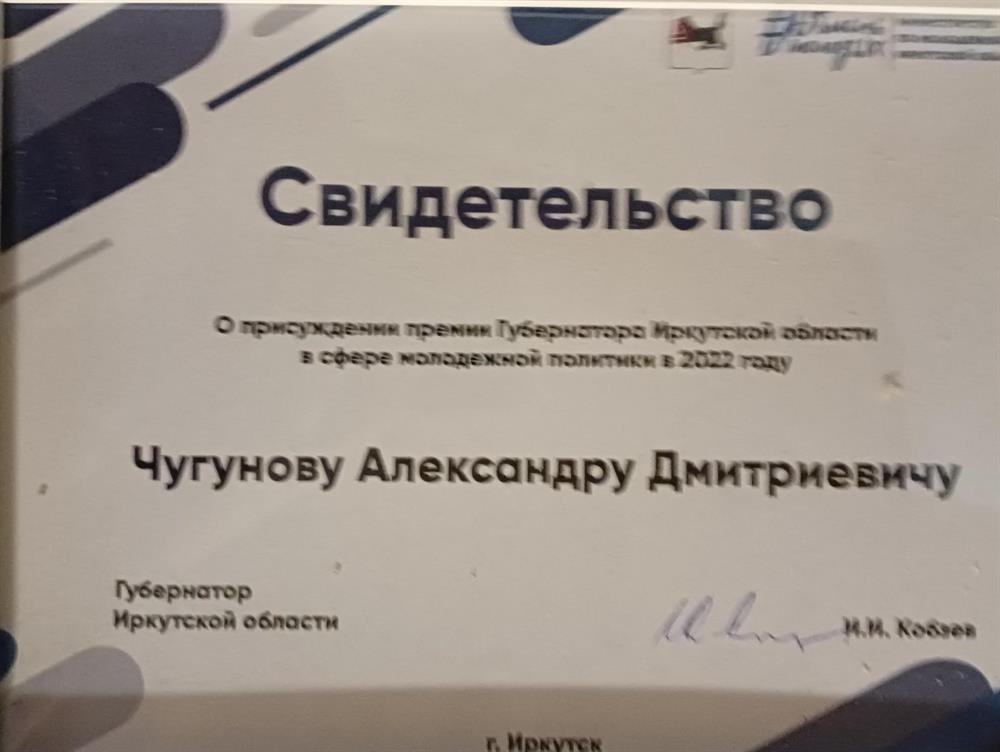 Свидетельство
О присуждении премии Губернатора Иркутской области
в сфере молодежной политики в 2022 году
Чугунову Александру Дмитриевичу
Губернатор
Иркутской области
И.И. Кобзев
г. Иркутск